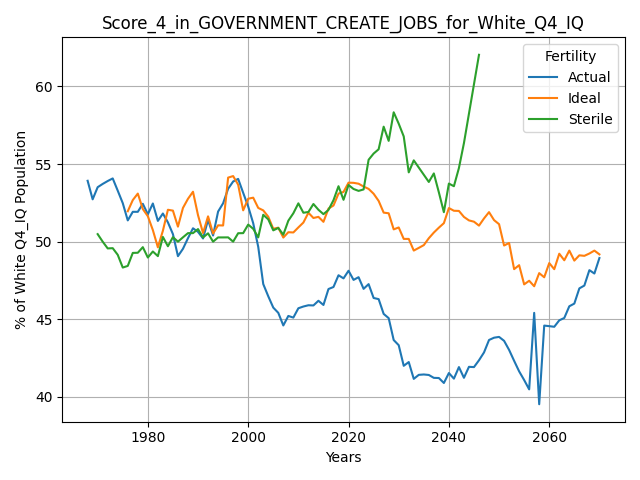 Score_4_in_GOVERNMENT_CREATE_JOBS_for_White_Q4_IQ
Fertility
Actual
Ideal
Sterile
% of White Q4_IQ Population
60
55
50
45
40
1980
2000
2020
2040
2060
Years